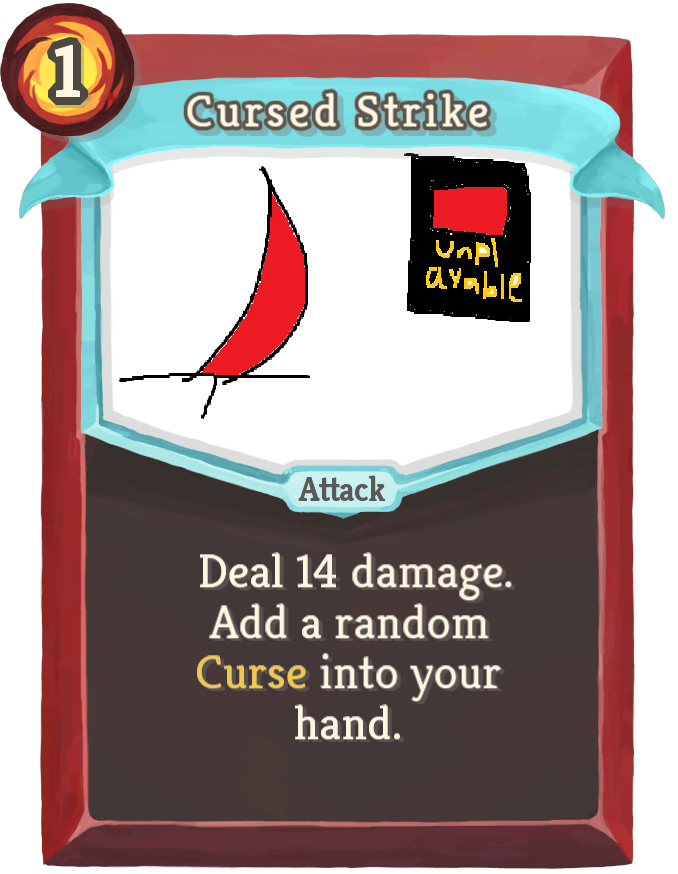 1
Cursed Strike
unpl
ayable
Attack
Deal 14 damage.
Add a random
Curse into your
hand.